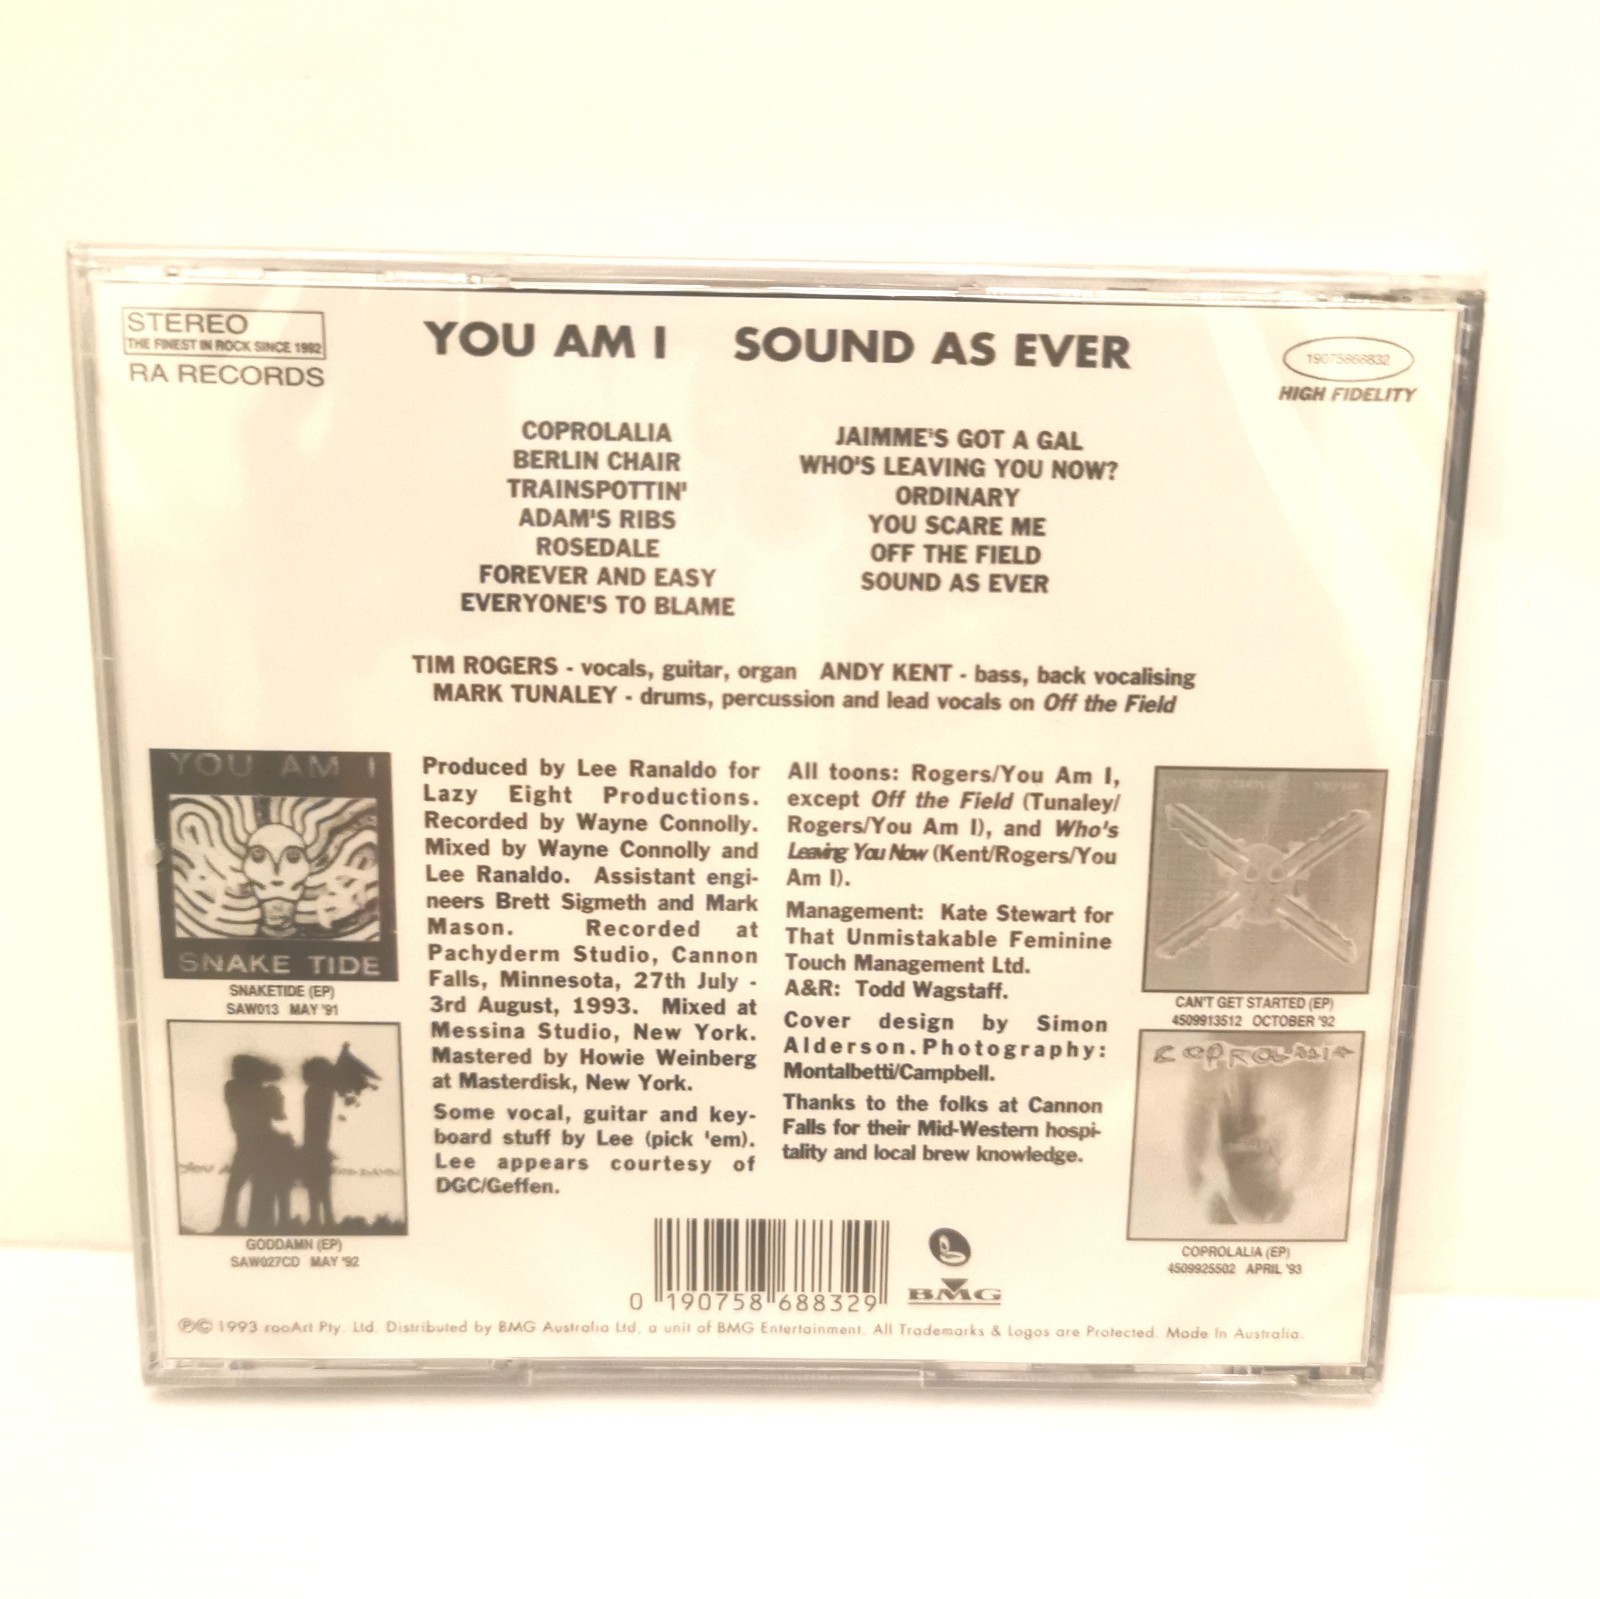 STEREO
THE FINEST IN ROCK SINCE 1992
RA RECORDS
YOU AM I SOUND AS EVER
19075868832
HIGH FIDELITY
COPROLALIA
BERLIN CHAIR
TRAINSPOTTIN'
ADAM'S RIBS
ROSEDALE
FOREVER AND EASY
EVERYONE'S TO BLAME
JAIMME'S GOT A GAL
WHO'S LEAVING YOU NOW?
ORDINARY
YOU SCARE ME
OFF THE FIELD
SOUND AS EVER
TIM ROGERS - vocals, guitar, organ ANDY KENT - bass, back vocalising
MARK TUNALEY - drums, percussion and lead vocals on Off the Field
YOU AM I
SNAKE TIDE
SNAKETIDE (EP)
SAW013 MAY '91
GODDAMN (EP)
SAW027CD MAY '92
Produced by Lee Ranaldo for
Lazy Eight Productions.
Recorded by Wayne Connolly.
Mixed by Wayne Connolly and
Lee Ranaldo. Assistant engi-
neers Brett Sigmeth and Mark
Mason. Recorded at
Pachyderm Studio, Cannon
Falls, Minnesota, 27th July -
3rd August, 1993. Mixed at
Messina Studio, New York.
Mastered by Howie Weinberg
at Masterdisk, New York.
Some vocal, guitar and key-
board stuff by Lee (pick 'em).
Lee appears courtesy of
DGC/Geffen.
All toons: Rogers/You Am I,
except Off the Field (Tunaley/
Rogers/You Am I), and Who's
Leaving You Now (Kent/Rogers/You
Am I).
Management: Kate Stewart for
That Unmistakable Feminine
Touch Management Ltd.
A&R: Todd Wagstaff.
Cover design by Simon
Alderson. Photography:
Montalbetti/Campbell.
Thanks to the folks at Cannon
Falls for their Mid-Western hospi-
tality and local brew knowledge.
CAN'T GET STARTED (EP)
4509913512 OCTOBER '92
COPROLALIA
COPROLALIA (EP)
4509925502 APRIL '93
0 190758 688329
BMG
℗© 1993 rooArt Pty. Ltd. Distributed by BMG Australia Ltd, a unit of BMG Entertainment. All Trademarks & Logos are Protected. Made In Australia.